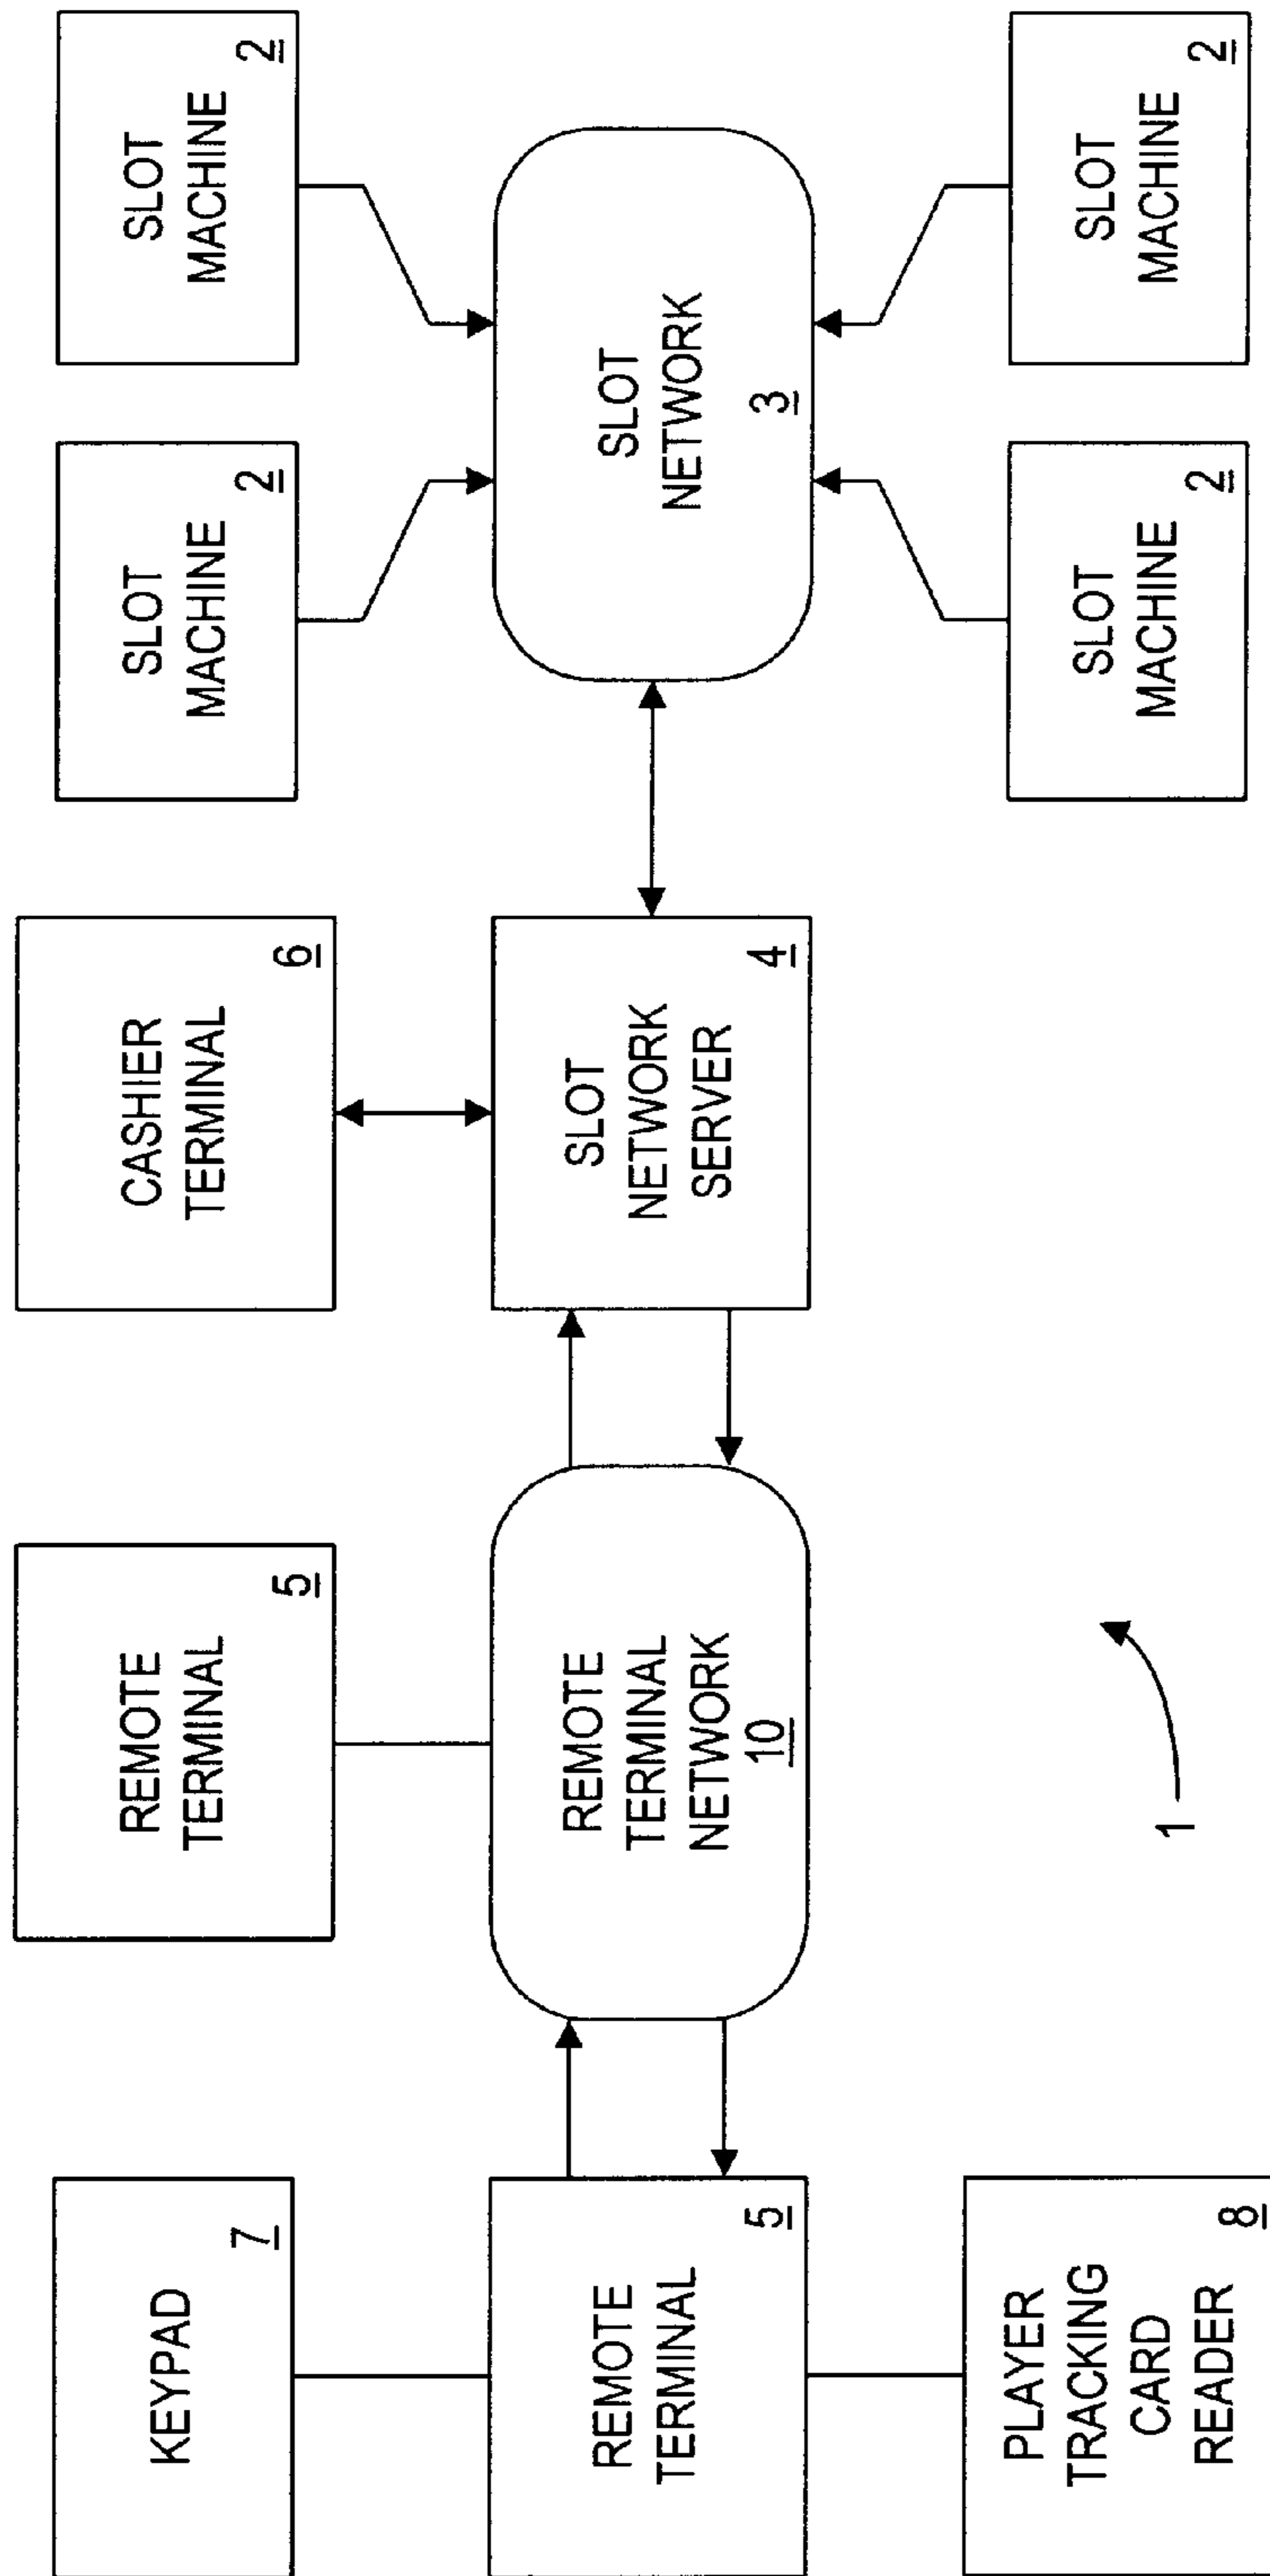 KEYPAD
7
REMOTE
TERMINAL
5
PLAYER
TRACKING
CARD
READER
8
REMOTE
TERMINAL
5
REMOTE
TERMINAL
NETWORK
10
1
CASHIER
TERMINAL
6
SLOT
NETWORK
SERVER
4
SLOT
MACHINE
2
SLOT
MACHINE
2
SLOT
NETWORK
3
SLOT
MACHINE
2
SLOT
MACHINE
2